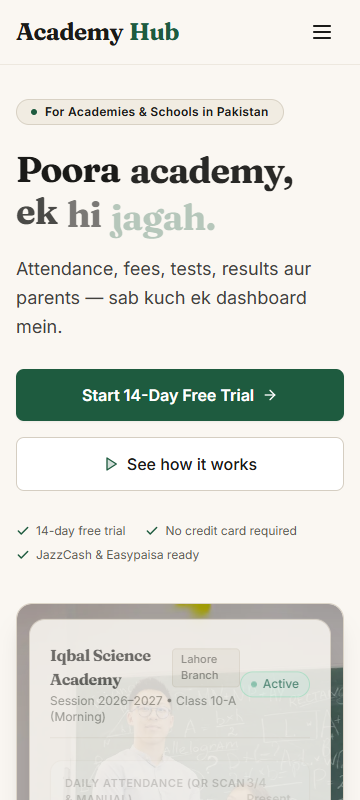 Academy Hub
For Academies & Schools in Pakistan
Poora academy,
ek hi jagah.
Attendance, fees, tests, results aur
parents — sab kuch ek dashboard
mein.
Start 14-Day Free Trial →
See how it works
14-day free trial
No credit card required
JazzCash & Easypaisa ready
Iqbal Science
Academy
Lahore
Branch
Active
Session 2026–2027 • Class 10-A
(Morning)
DAILY ATTENDANCE (QR SCAN
& MANUAL)
3/4
Present